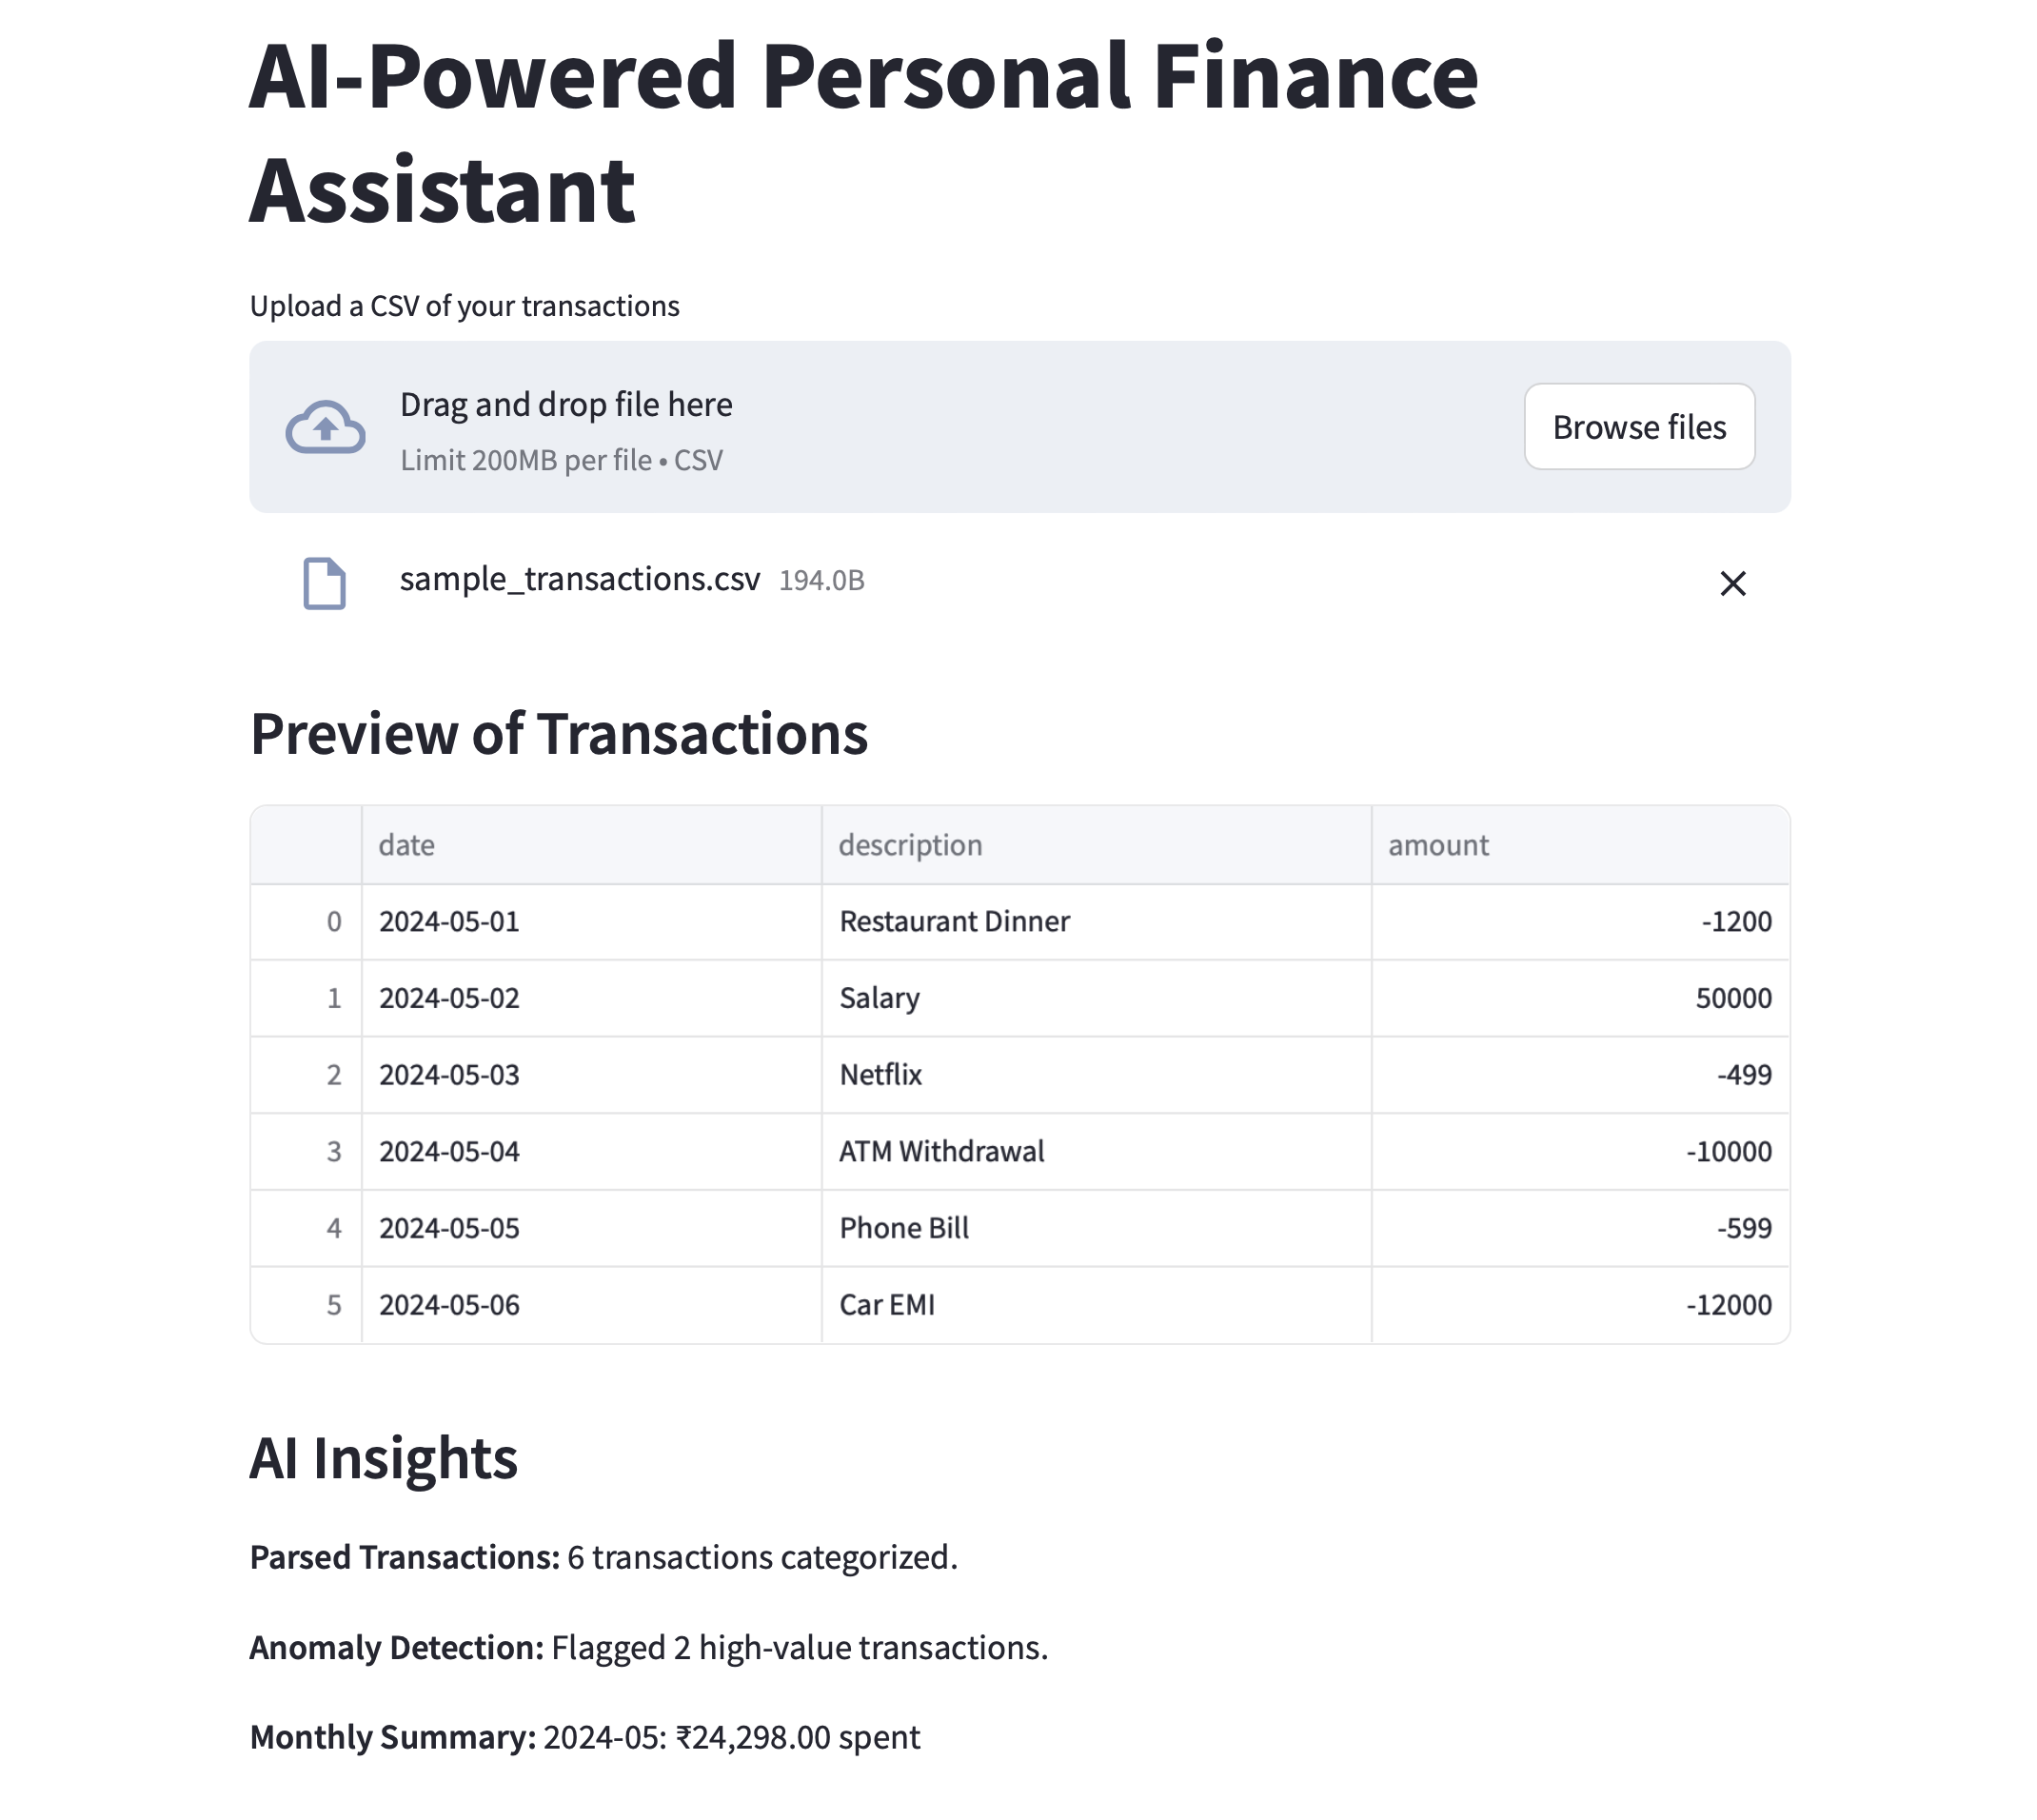 AI-Powered Personal Finance
Assistant
Upload a CSV of your transactions
Drag and drop file here
Limit 200MB per file • CSV
Browse files
sample_transactions.csv 194.0B
Preview of Transactions
date description amount
0 2024-05-01 Restaurant Dinner -1200
1 2024-05-02 Salary 50000
2 2024-05-03 Netflix -499
3 2024-05-04 ATM Withdrawal -10000
4 2024-05-05 Phone Bill -599
5 2024-05-06 Car EMI -12000
AI Insights
Parsed Transactions: 6 transactions categorized.
Anomaly Detection: Flagged 2 high-value transactions.
Monthly Summary: 2024-05: ₹24,298.00 spent